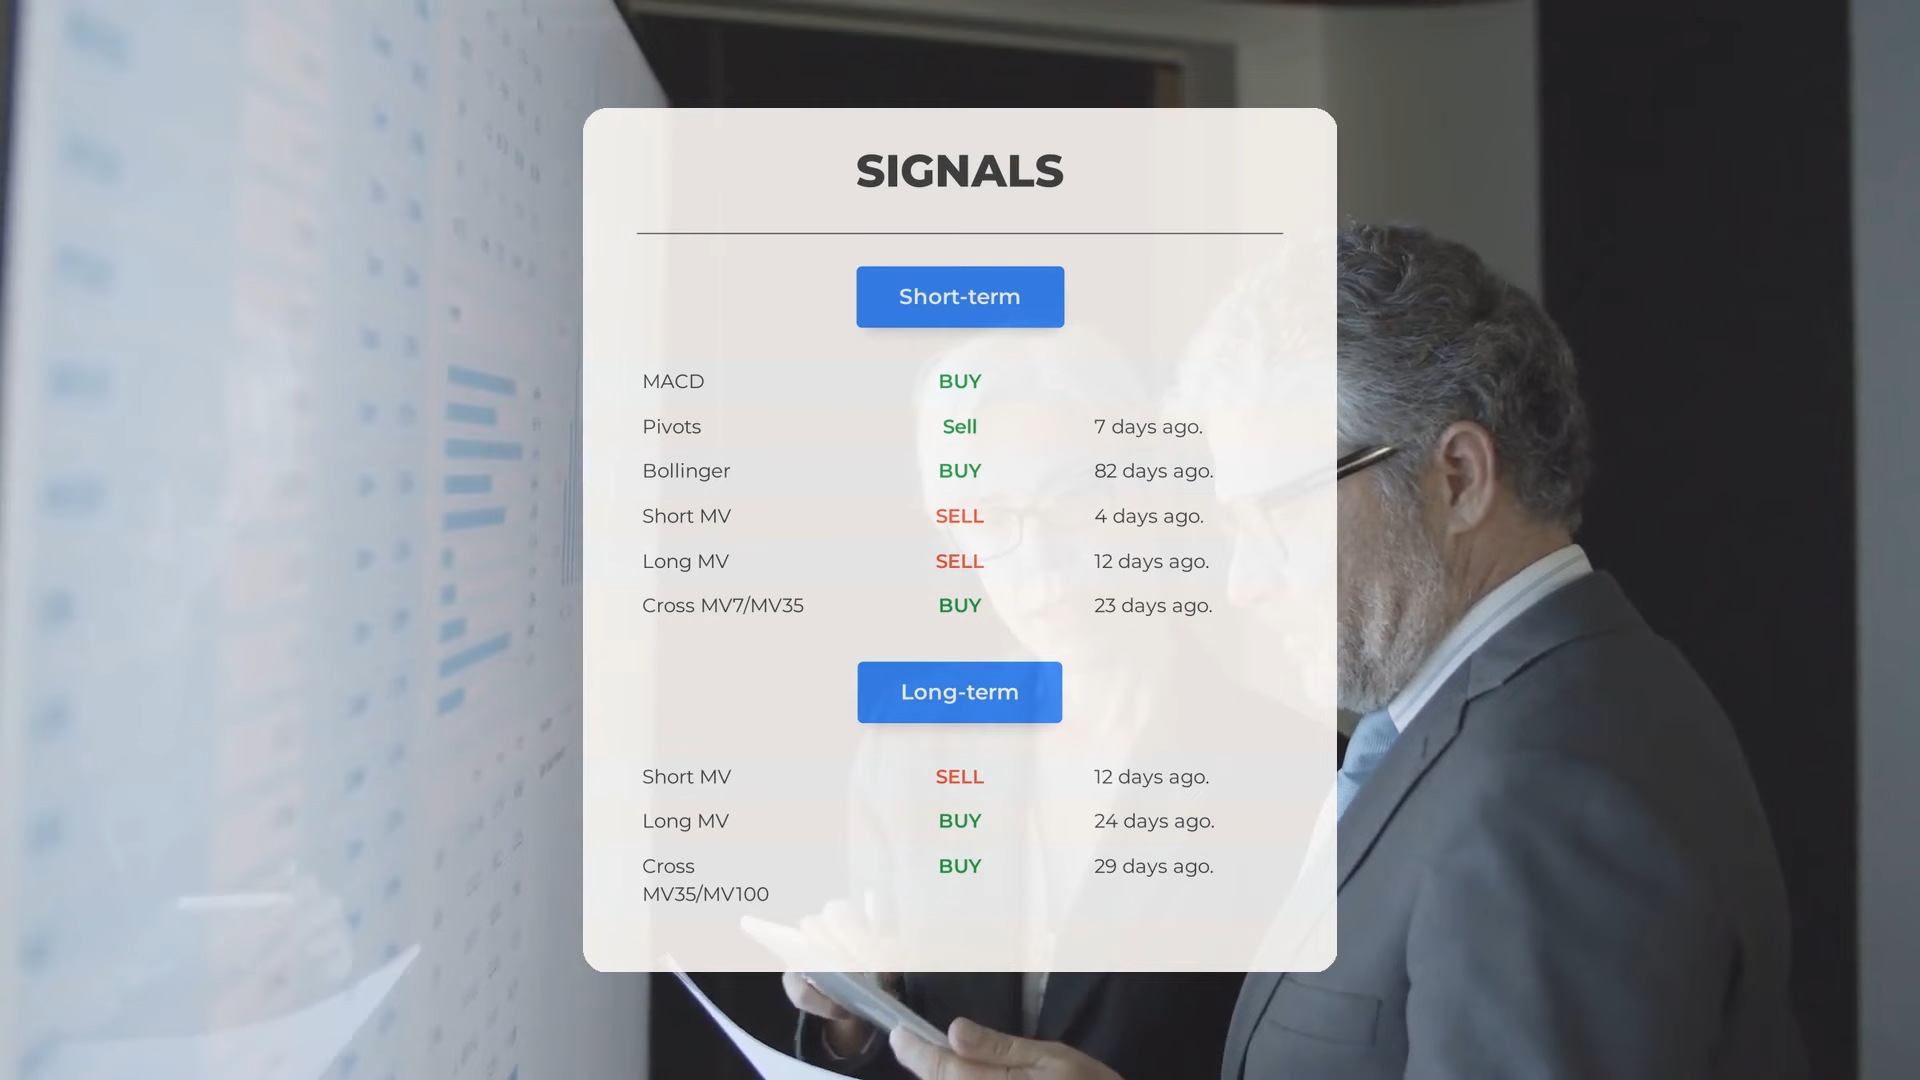 SIGNALS
Short-term
MACD BUY
Pivots Sell 7 days ago.
Bollinger BUY 82 days ago.
Short MV SELL 4 days ago.
Long MV SELL 12 days ago.
Cross MV7/MV35 BUY 23 days ago.
Long-term
Short MV SELL 12 days ago.
Long MV BUY 24 days ago.
Cross BUY 29 days ago.
MV35/MV100